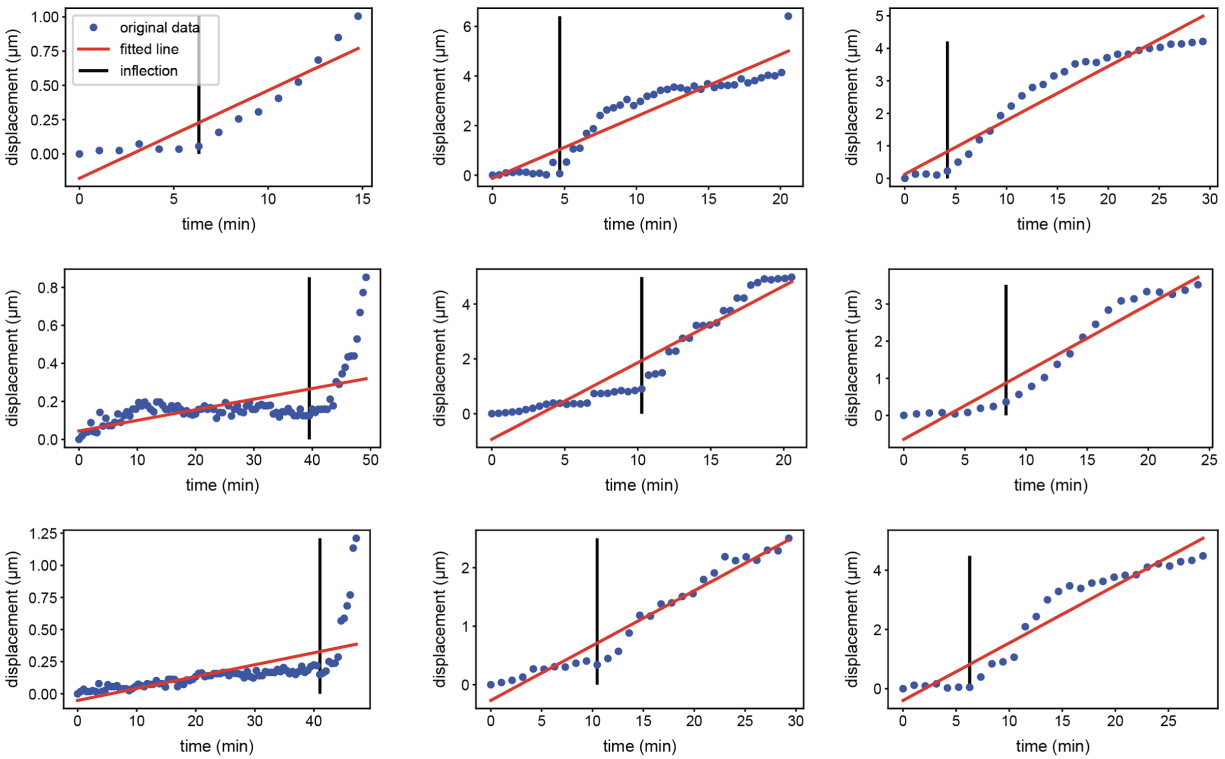 displacement (μm)
1.00
0.75
0.50
0.25
0.00
original data
fitted line
inflection
0 5 10 15
time (min)
displacement (μm)
6
4
2
0
0 5 10 15 20
time (min)
displacement (μm)
5
4
3
2
1
0
0 5 10 15 20 25 30
time (min)
displacement (μm)
0.8
0.6
0.4
0.2
0.0
0 10 20 30 40 50
time (min)
displacement (μm)
4
2
0
0 5 10 15 20
time (min)
displacement (μm)
3
2
1
0
0 5 10 15 20 25
time (min)
displacement (μm)
1.25
1.00
0.75
0.50
0.25
0.00
0 10 20 30 40
time (min)
displacement (μm)
2
1
0
0 5 10 15 20 25 30
time (min)
displacement (μm)
4
2
0
0 5 10 15 20 25
time (min)